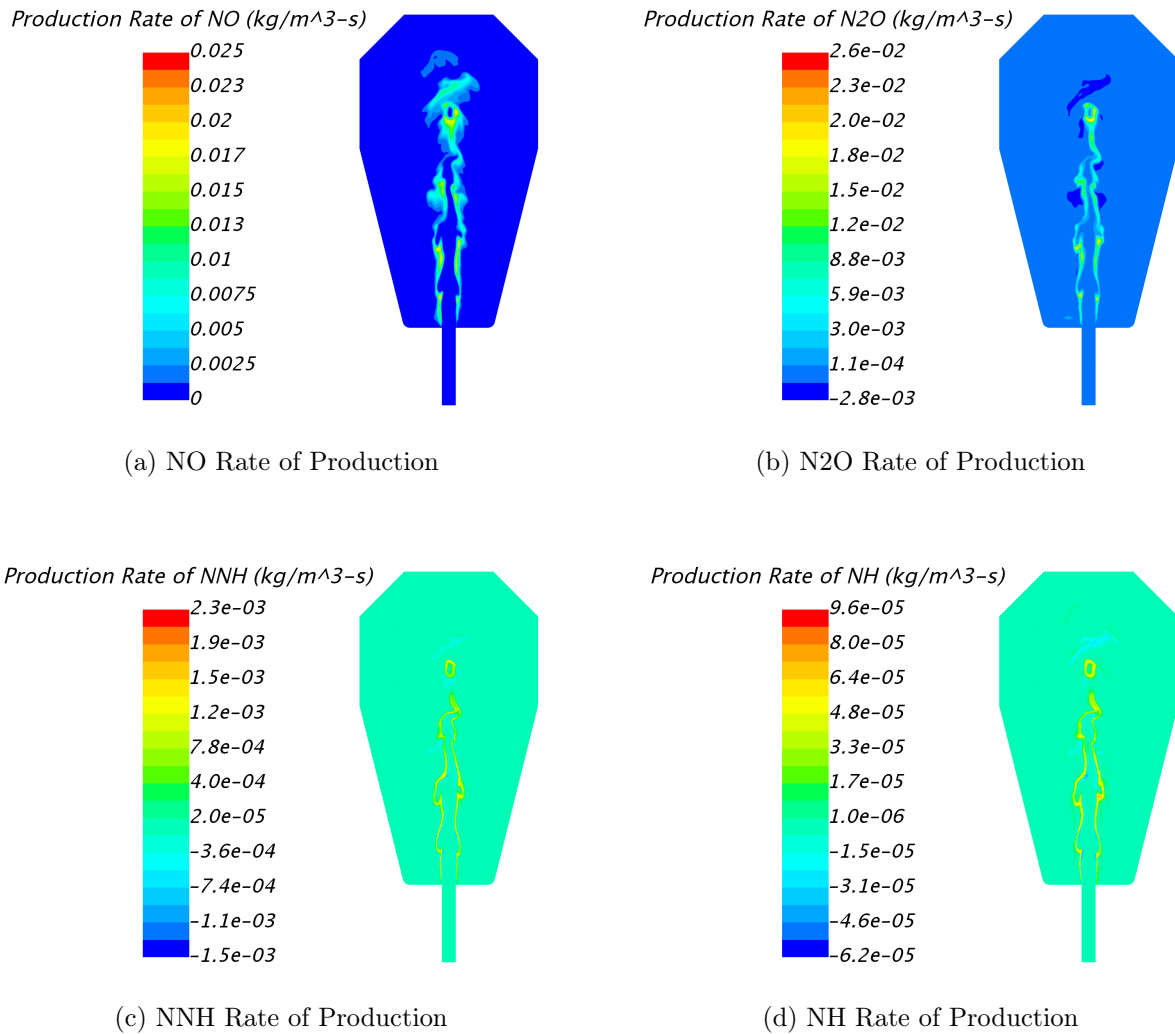 Production Rate of NO (kg/m^3-s)
0.025
0.023
0.02
0.017
0.015
0.013
0.01
0.0075
0.005
0.0025
0
(a) NO Rate of Production
Production Rate of N2O (kg/m^3-s)
2.6e-02
2.3e-02
2.0e-02
1.8e-02
1.5e-02
1.2e-02
8.8e-03
5.9e-03
3.0e-03
1.1e-04
-2.8e-03
(b) N2O Rate of Production
Production Rate of NNH (kg/m^3-s)
2.3e-03
1.9e-03
1.5e-03
1.2e-03
7.8e-04
4.0e-04
2.0e-05
-3.6e-04
-7.4e-04
-1.1e-03
-1.5e-03
(c) NNH Rate of Production
Production Rate of NH (kg/m^3-s)
9.6e-05
8.0e-05
6.4e-05
4.8e-05
3.3e-05
1.7e-05
1.0e-06
-1.5e-05
-3.1e-05
-4.6e-05
-6.2e-05
(d) NH Rate of Production